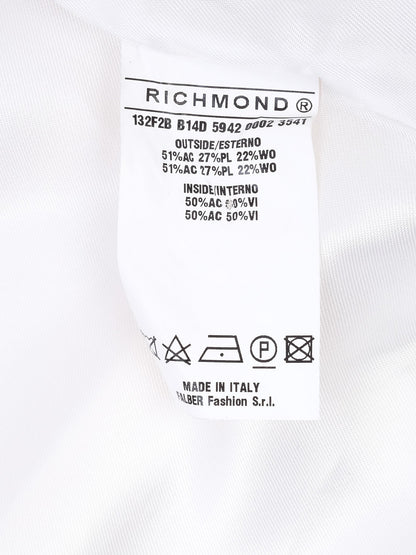 RICHMOND ®
132F2B B14D 5942 0002 3541
OUTSIDE/ESTERNO
51%AC 27%PL 22%WO
51%AC 27%PL 22%WO
INSIDE/INTERNO
50%AC 50%VI
50%AC 50%VI
P
MADE IN ITALY
FALBER Fashion S.r.l.